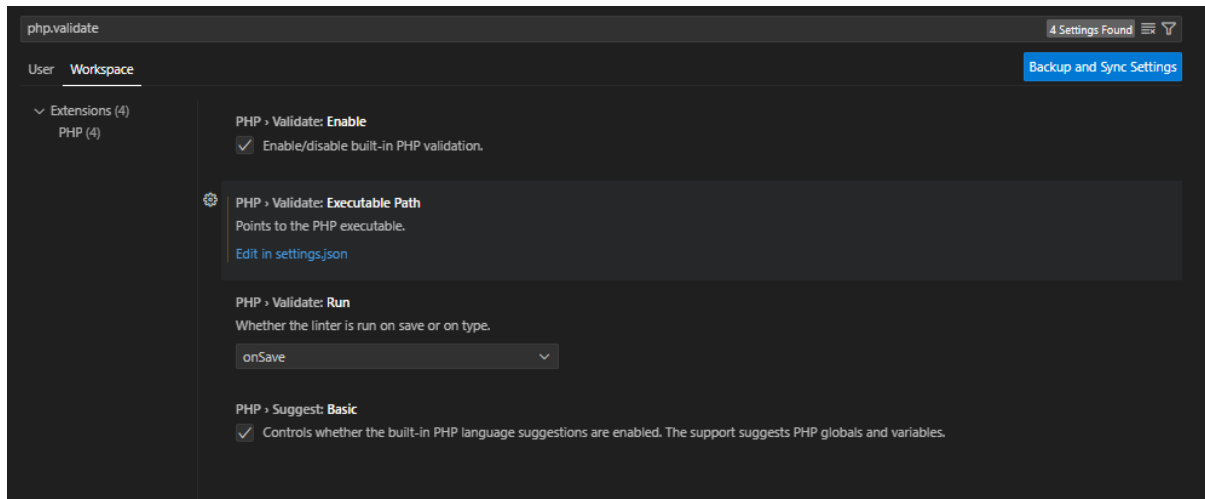 php.validate
4 Settings Found
User Workspace
Backup and Sync Settings
Extensions (4)
PHP (4)
PHP › Validate: Enable
Enable/disable built-in PHP validation.
PHP › Validate: Executable Path
Points to the PHP executable.
Edit in settings.json
PHP › Validate: Run
Whether the linter is run on save or on type.
onSave
PHP › Suggest: Basic
Controls whether the built-in PHP language suggestions are enabled. The support suggests PHP globals and variables.